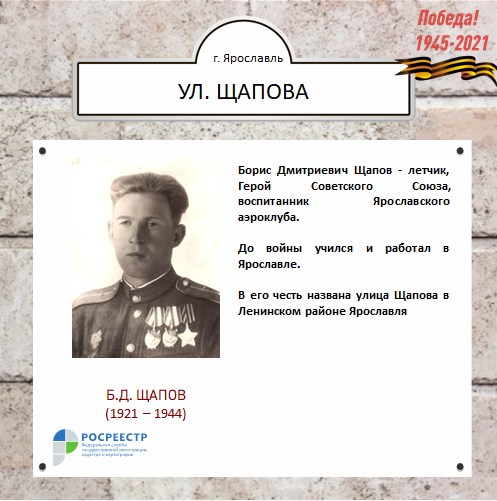 Победа!
1945-2021
г. Ярославль
УЛ. ЩАПОВА
Борис Дмитриевич Щапов - летчик,
Герой Советского Союза,
воспитанник Ярославского
аэроклуба.
До войны учился и работал в
Ярославле.
В его честь названа улица Щапова в
Ленинском районе Ярославля
Б.Д. ЩАПОВ
(1921 – 1944)
РОСРЕЕСТР
Федеральная служба
государственной регистрации,
кадастра и картографии